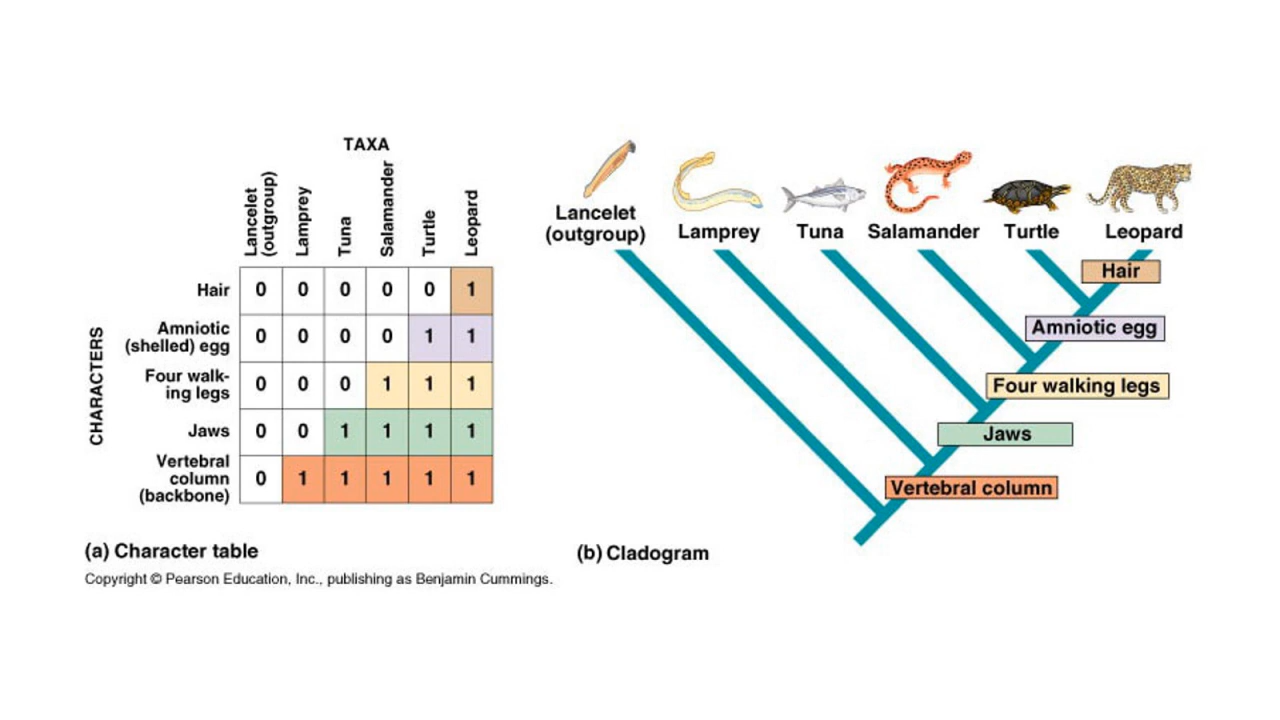 TAXA
Lancelet
(outgroup)
Lamprey
Tuna
Salamander
Turtle
Leopard
CHARACTERS
Hair 0 0 0 0 0 1
Amniotic
(shelled) egg 0 0 0 0 1 1
Four walk-
ing legs 0 0 0 1 1 1
Jaws 0 0 1 1 1 1
Vertebral
column
(backbone) 0 1 1 1 1 1
(a) Character table
Copyright © Pearson Education, Inc., publishing as Benjamin Cummings.
Lancelet
(outgroup)
Lamprey
Tuna
Salamander
Turtle
Leopard
Hair
Amniotic egg
Four walking legs
Jaws
Vertebral column
(b) Cladogram